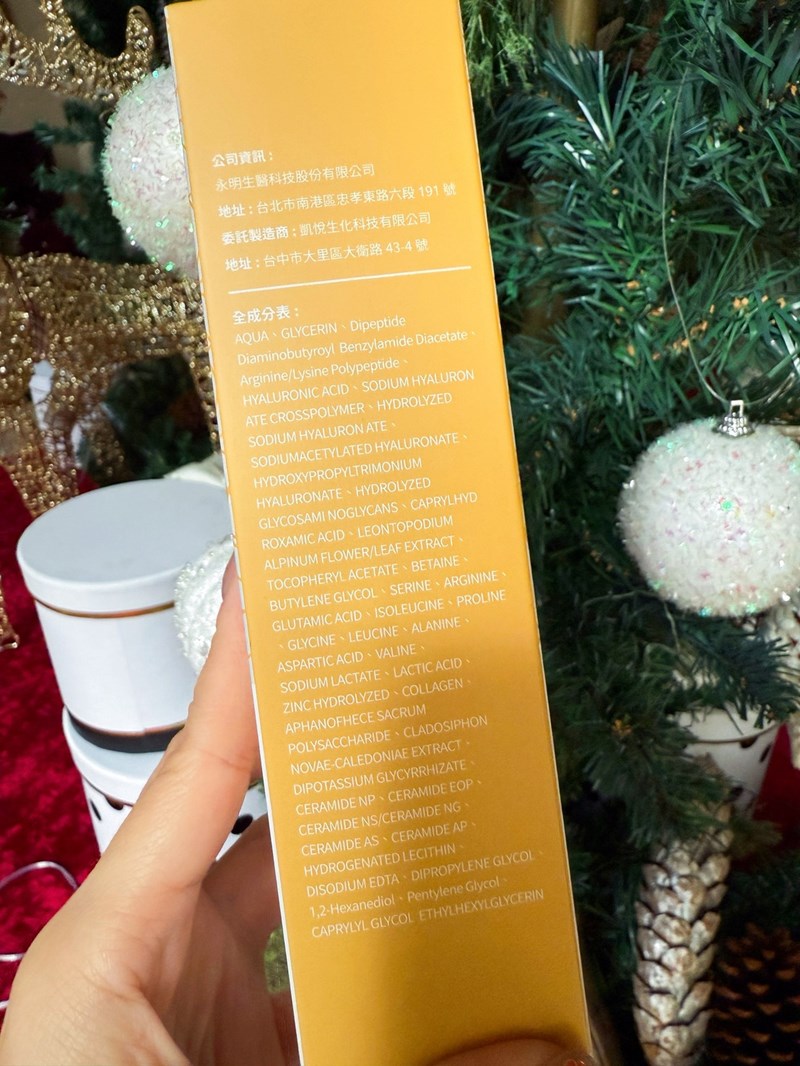 公司資訊：
永明生醫科技股份有限公司
地址：台北市南港區忠孝東路六段 191 號
委託製造商：凱悅生化科技有限公司
地址：台中市大里區大衛路 43-4 號
全成分表：
AQUA、GLYCERIN、Dipeptide
Diaminobutyroyl Benzylamide Diacetate、
Arginine/Lysine Polypeptide、
HYALURONIC ACID、SODIUM HYALURON
ATE CROSSPOLYMER、HYDROLYZED
SODIUM HYALURON ATE、
SODIUMACETYLATED HYALURONATE、
HYDROXYPROPYLTRIMONIUM
HYALURONATE、HYDROLYZED
GLYCOSAMI NOGLYCANS、CAPRYLHYD
ROXAMIC ACID、LEONTOPODIUM
ALPINUM FLOWER/LEAF EXTRACT、
TOCOPHERYL ACETATE、BETAINE、
BUTYLENE GLYCOL、SERINE、ARGININE、
GLUTAMIC ACID、ISOLEUCINE、PROLINE
、GLYCINE、LEUCINE、ALANINE、
ASPARTIC ACID、VALINE、
SODIUM LACTATE、LACTIC ACID、
ZINC HYDROLYZED、COLLAGEN、
APHANOFHECE SACRUM
POLYSACCHARIDE、CLADOSIPHON
NOVAE-CALEDONIAE EXTRACT、
DIPOTASSIUM GLYCYRRHIZATE、
CERAMIDE NP、CERAMIDE EOP、
CERAMIDE NS/CERAMIDE NG、
CERAMIDE AS、CERAMIDE AP、
HYDROGENATED LECITHIN、
DISODIUM EDTA、DIPROPYLENE GLYCOL、
1,2-Hexanediol、Pentylene Glycol、
CAPRYLYL GLYCOL ETHYLHEXYLGLYCERIN